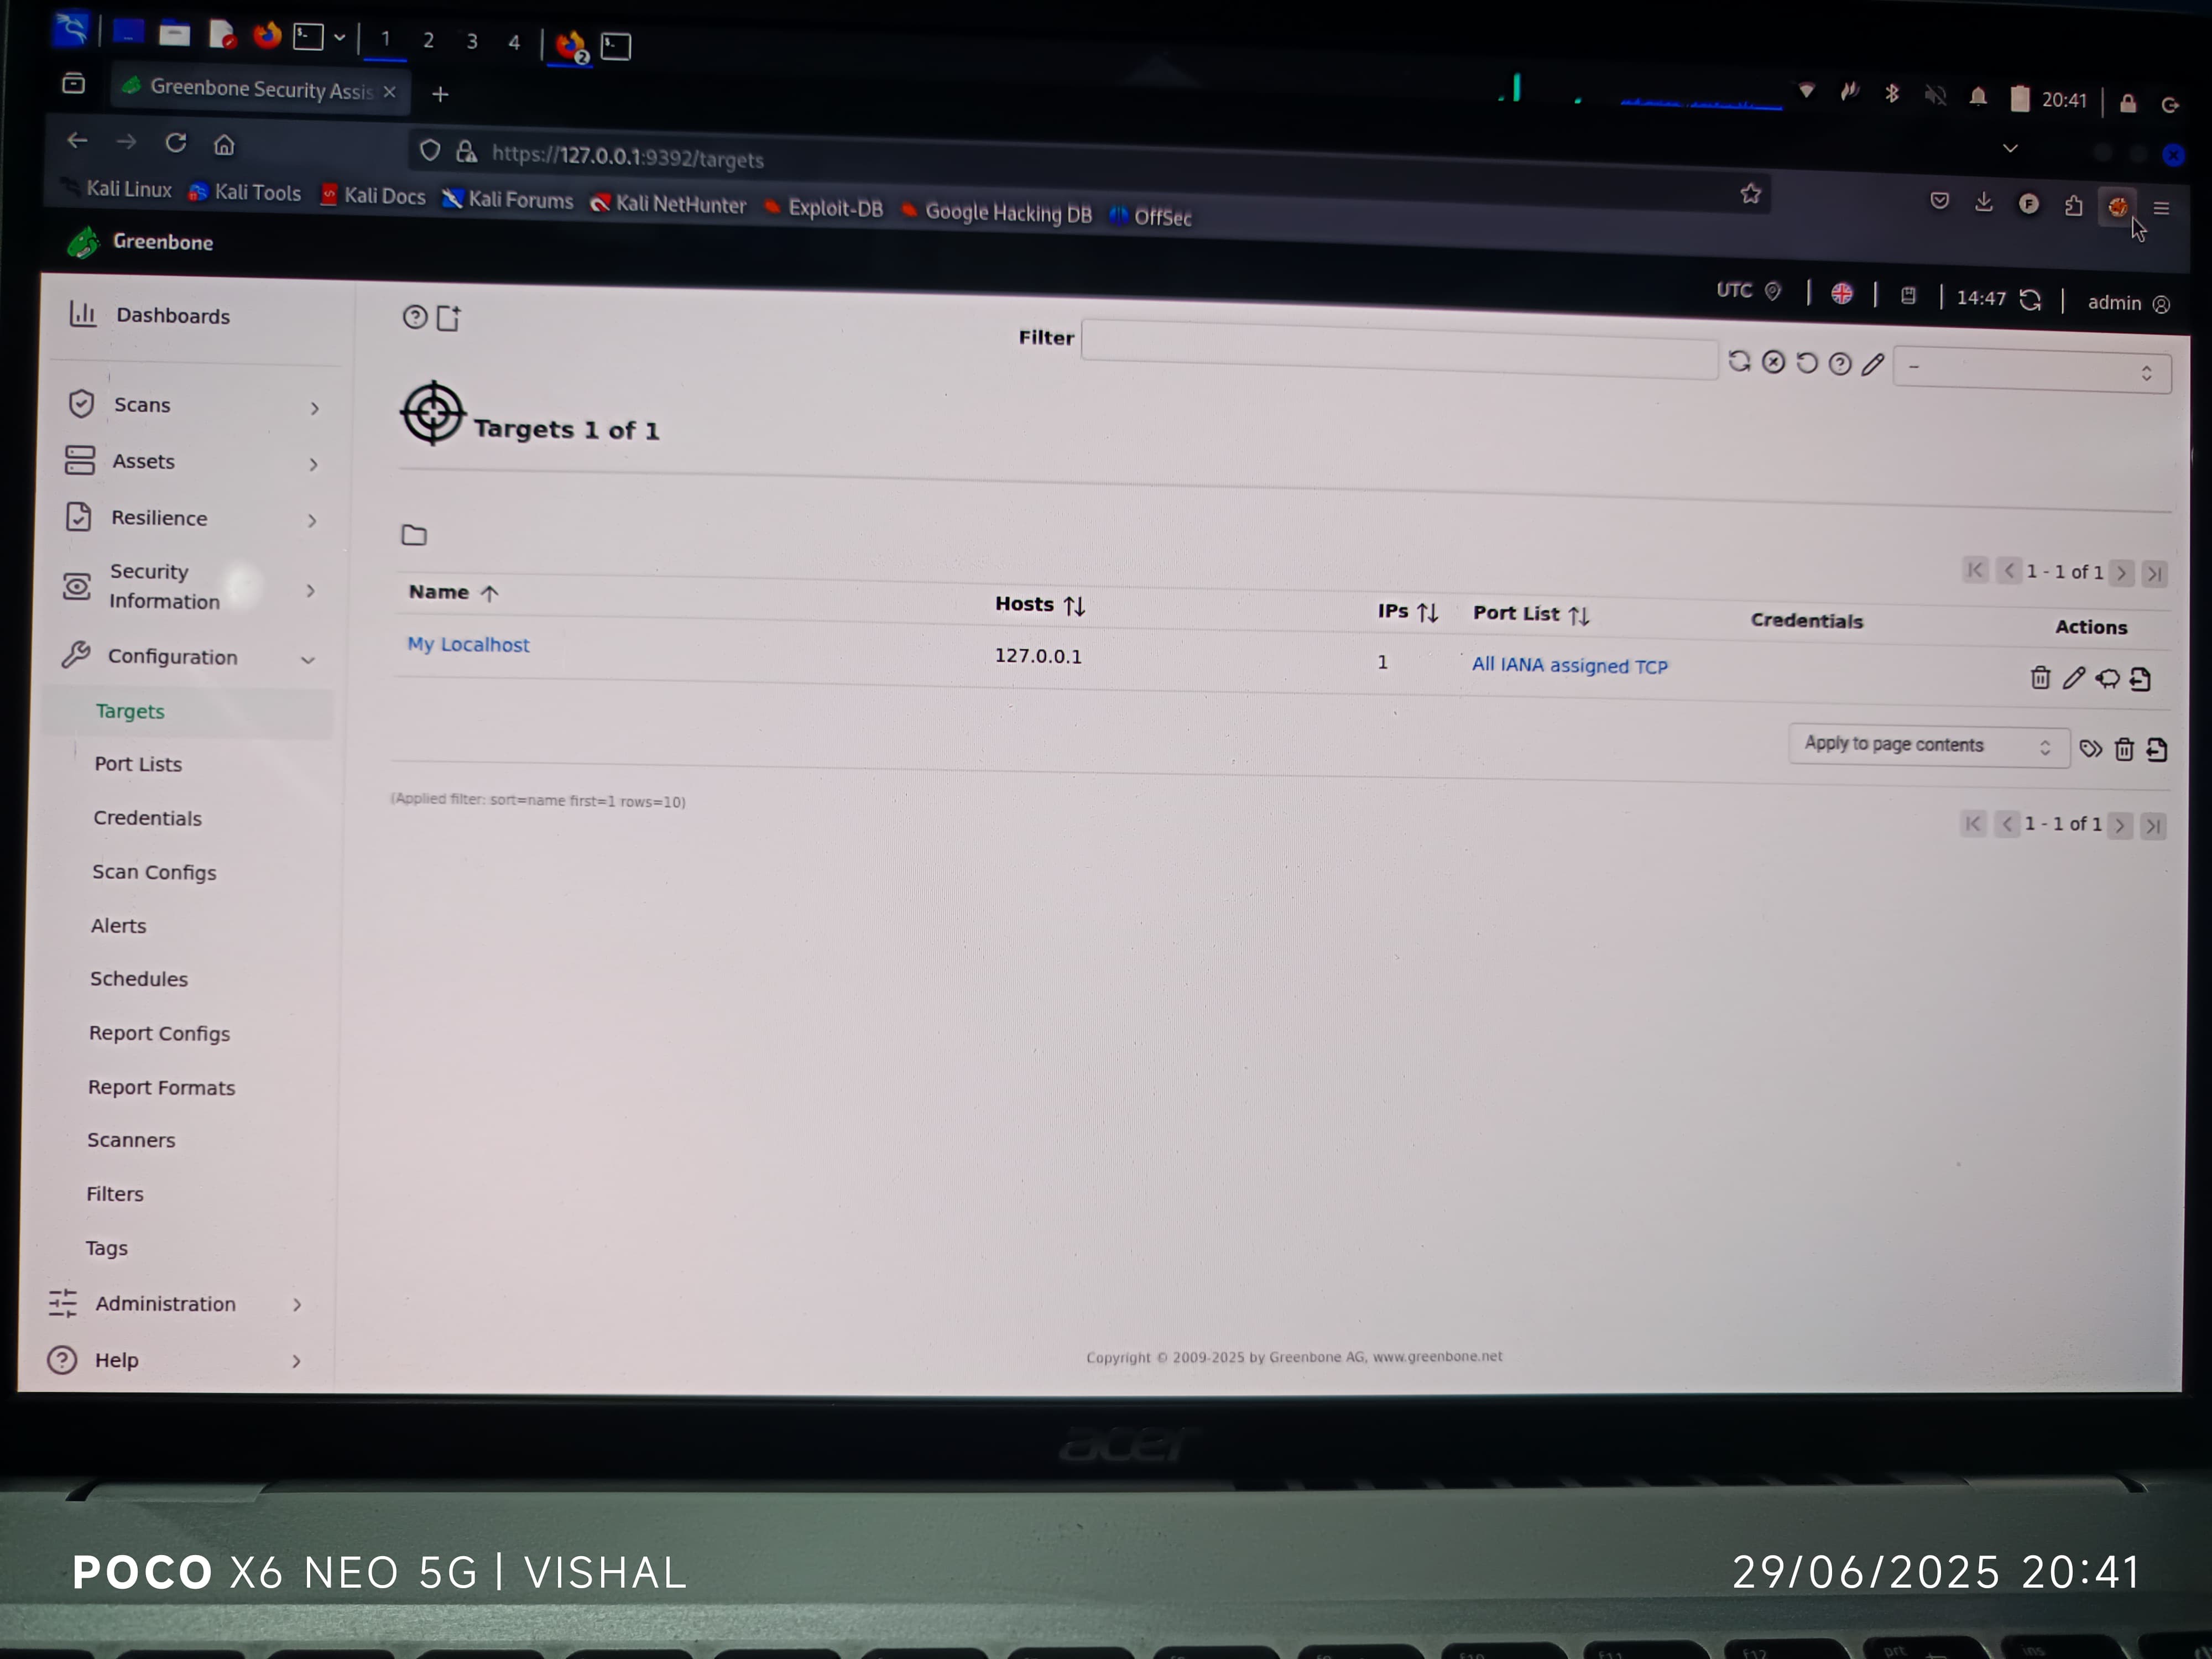 1 2 3 4 2
Greenbone Security Assis
20:41
https://127.0.0.1:9392/targets
Kali Linux Kali Tools Kali Docs Kali Forums Kali NetHunter Exploit-DB Google Hacking DB OffSec
F
Greenbone
UTC 14:47 admin
Dashboards
Scans
Assets
Resilience
Security
Information
Configuration
Targets
Port Lists
Credentials
Scan Configs
Alerts
Schedules
Report Configs
Report Formats
Scanners
Filters
Tags
Administration
Help
Filter
–
Targets 1 of 1
1 - 1 of 1
Name Hosts IPs Port List Credentials Actions
My Localhost 127.0.0.1 1 All IANA assigned TCP
Apply to page contents
(Applied filter: sort=name first=1 rows=10)
1 - 1 of 1
Copyright © 2009-2025 by Greenbone AG, www.greenbone.net
acer
POCO X6 NEO 5G | VISHAL
29/06/2025 20:41
f12 prt ins